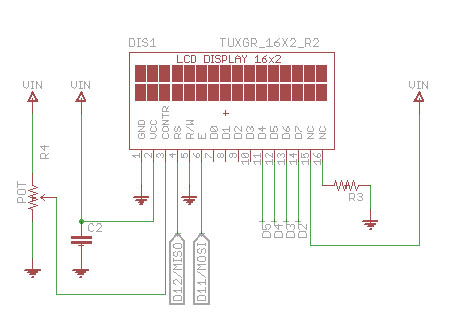 DIS1 TUXGR_16X2_R2
LCD DISPLAY 16x2
VIN VIN VIN
GND VCC CONTR RS R/W E D0 D1 D2 D3 D4 D5 D6 D7 NC NC
1 2 3 4 5 6 7 8 9 10 11 12 13 14 15 16
R4
POT
R3
C2
D5 D4 D3 D2
D12/MISO
D11/MOSI